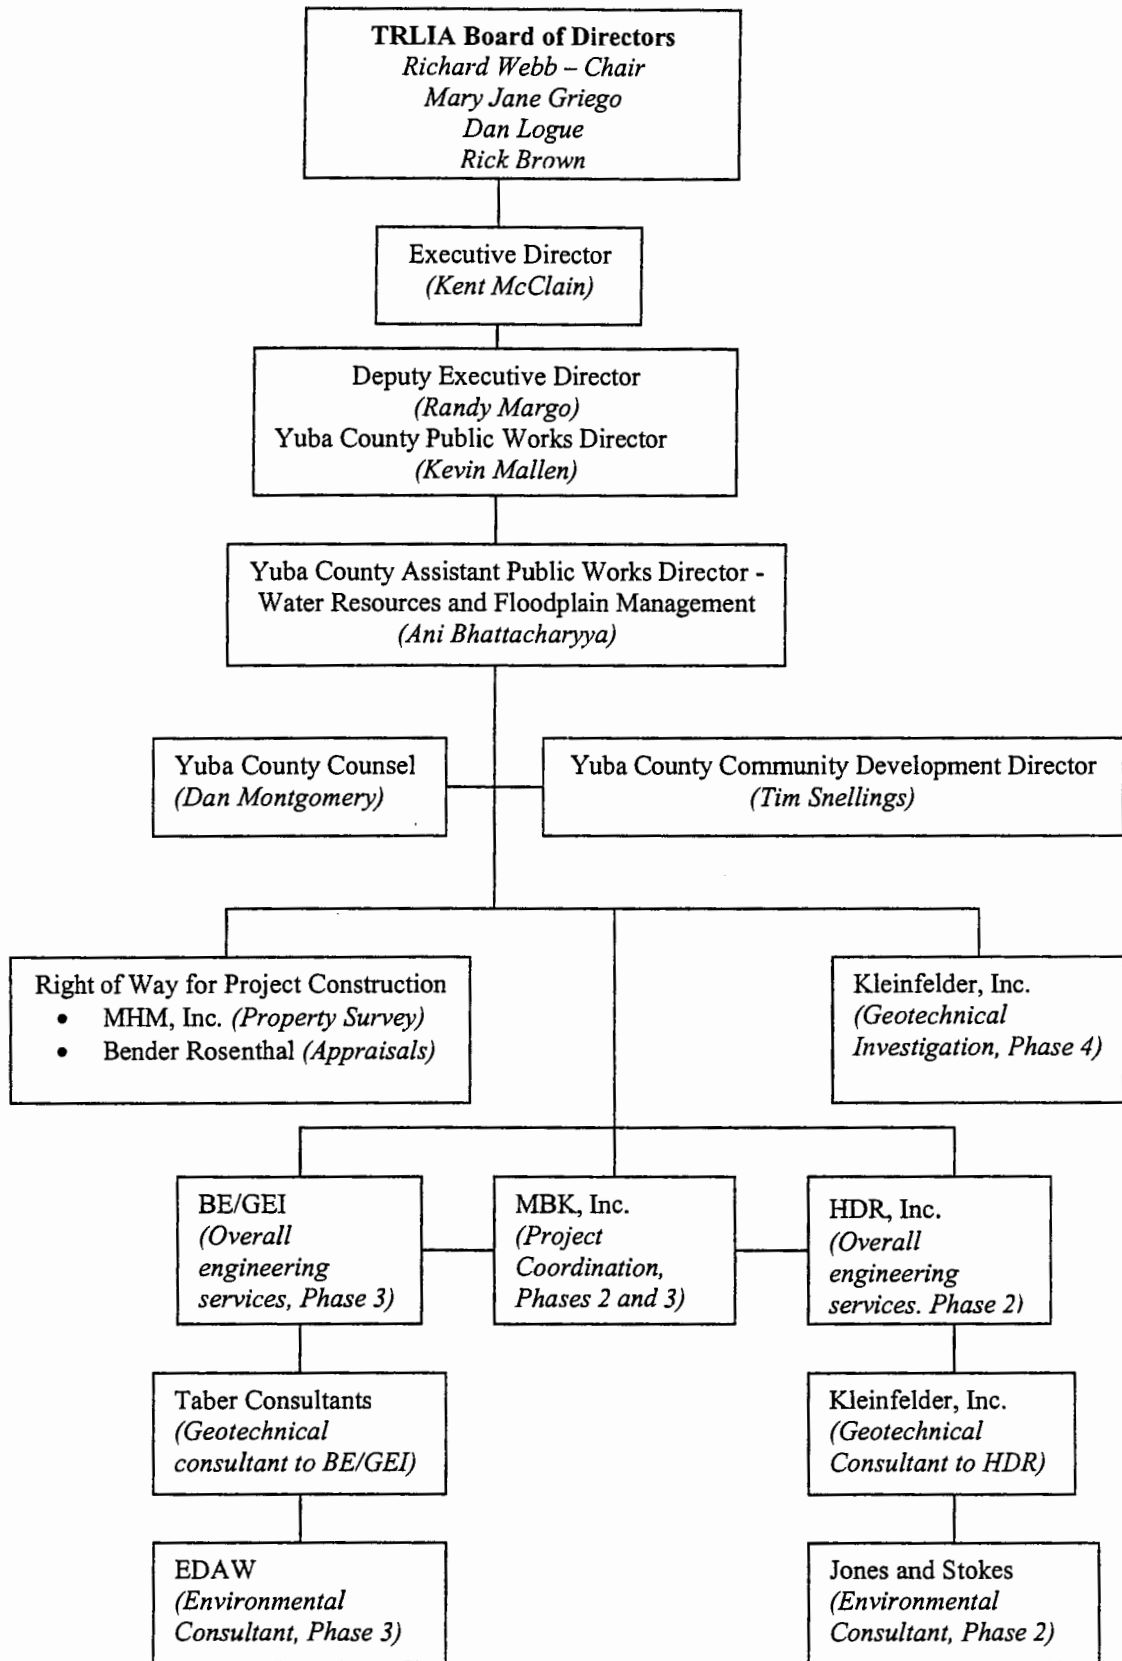 TRLIA Board of Directors
Richard Webb – Chair
Mary Jane Griego
Dan Logue
Rick Brown
Executive Director
(Kent McClain)
Deputy Executive Director
(Randy Margo)
Yuba County Public Works Director
(Kevin Mallen)
Yuba County Assistant Public Works Director -
Water Resources and Floodplain Management
(Ani Bhattacharyya)
Yuba County Counsel
(Dan Montgomery)
Yuba County Community Development Director
(Tim Snellings)
Right of Way for Project Construction
• MHM, Inc. (Property Survey)
• Bender Rosenthal (Appraisals)
Kleinfelder, Inc.
(Geotechnical
Investigation, Phase 4)
BE/GEI
(Overall
engineering
services, Phase 3)
MBK, Inc.
(Project
Coordination,
Phases 2 and 3)
HDR, Inc.
(Overall
engineering
services. Phase 2)
Taber Consultants
(Geotechnical
consultant to BE/GEI)
Kleinfelder, Inc.
(Geotechnical
Consultant to HDR)
EDAW
(Environmental
Consultant, Phase 3)
Jones and Stokes
(Environmental
Consultant, Phase 2)